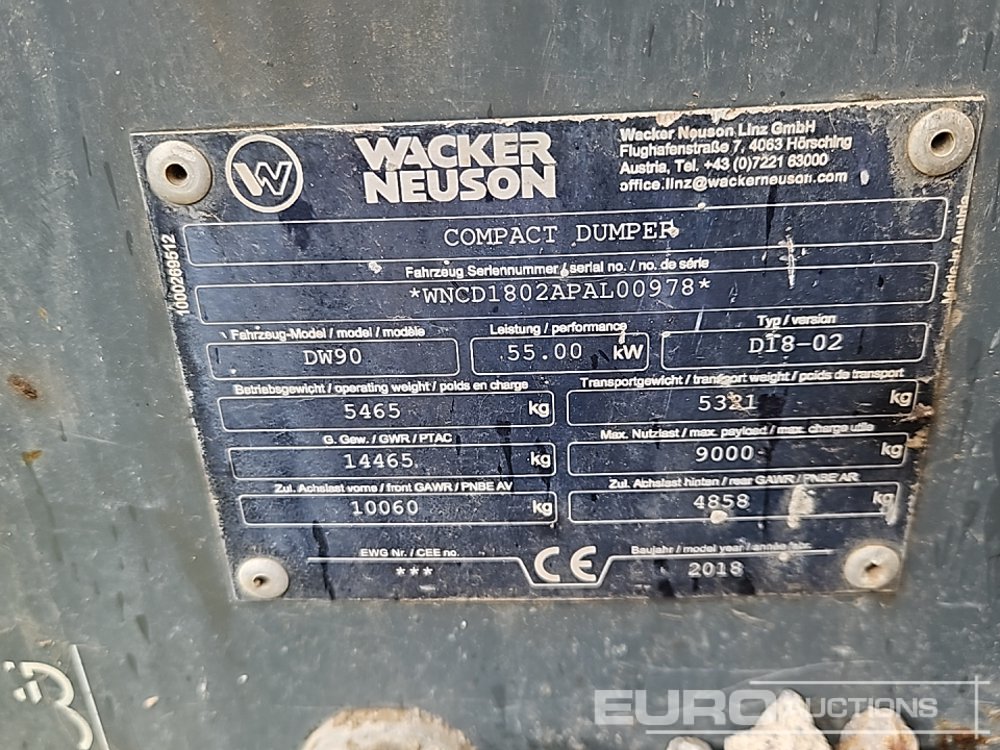 W
WACKER
NEUSON
Wacker Neuson Linz GmbH
Flughafenstraße 7, 4063 Hörsching
Austria, Tel. +43 (0)7221 63000
office.linz@wackerneuson.com
COMPACT DUMPER
Fahrzeug Seriennummer / serial no. / no. de série
*WNCD1802APAL00978*
Fahrzeug-Model / model / modèle
DW90
Leistung / performance
55.00 kW
Typ / version
D18-02
Betriebsgewicht / operating weight / poids en charge
5465 kg
Transportgewicht / transport weight / poids de transport
5321 kg
G. Gew. / GWR / PTAC
14465 kg
Max. Nutzlast / max. payload / max. charge utile
9000 kg
Zul. Achslast vorne / front GAWR / PNBE AV
10060 kg
Zul. Achslast hinten / rear GAWR / PNBE AR
4858 kg
EWG Nr. / CEE no.
***
CE
Baujahr / model year / année fabr.
2018
1000269512
Made in Austria
EURO AUCTIONS